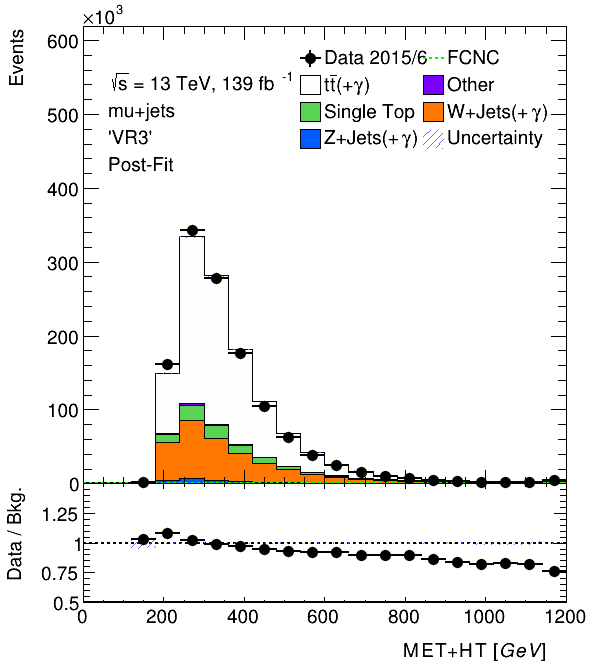 ×10³
Events
600
500
400
300
200
100
0
√s = 13 TeV, 139 fb⁻¹
mu+jets
'VR3'
Post-Fit
Data 2015/6
FCNC
tt̄(+γ)
Other
Single Top
W+Jets(+γ)
Z+Jets(+γ)
Uncertainty
Data / Bkg.
1.25
1
0.75
0.5
0 200 400 600 800 1000 1200
MET+HT [GeV]